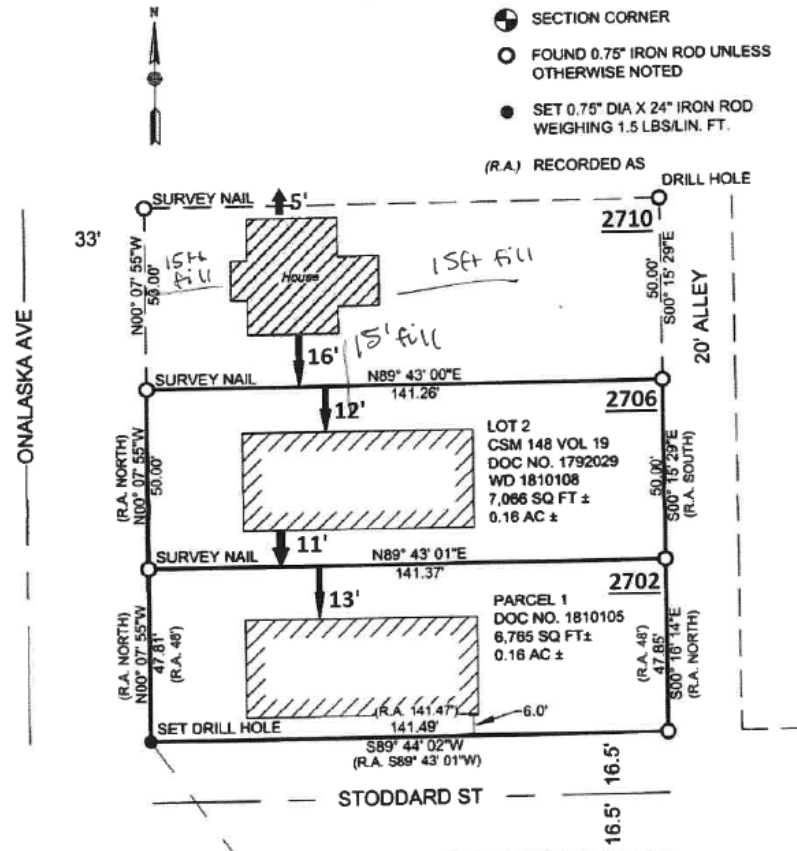 N
SECTION CORNER
FOUND 0.75" IRON ROD UNLESS
OTHERWISE NOTED
SET 0.75" DIA X 24" IRON ROD
WEIGHING 1.5 LBS/LIN. FT.
(R.A.) RECORDED AS
DRILL HOLE
SURVEY NAIL
5'
2710
33'
N00° 07' 55"W
50.00'
15ft
fill
House
15ft fill
50.00'
S00° 15' 29"E
20' ALLEY
ONALASKA AVE
16'
15' fill
SURVEY NAIL
N89° 43' 00"E
141.26'
2706
12'
(R.A. NORTH)
N00° 07' 55"W
50.00'
LOT 2
CSM 148 VOL 19
DOC NO. 1792029
WD 1810108
7,066 SQ FT ±
0.16 AC ±
50.00'
S00° 15' 29"E
(R.A. SOUTH)
11'
SURVEY NAIL
N89° 43' 01"E
141.37'
2702
13'
(R.A. NORTH)
N00° 07' 55"W
47.81'
(R.A. 48')
PARCEL 1
DOC NO. 1810105
6,765 SQ FT±
0.16 AC ±
(R.A. 48')
47.85'
S00° 16' 14"E
(R.A. NORTH)
(R.A. 141.47')
6.0'
SET DRILL HOLE
141.49'
S89° 44' 02"W
(R.A. S89° 43' 01"W)
16.5'
STODDARD ST
16.5'